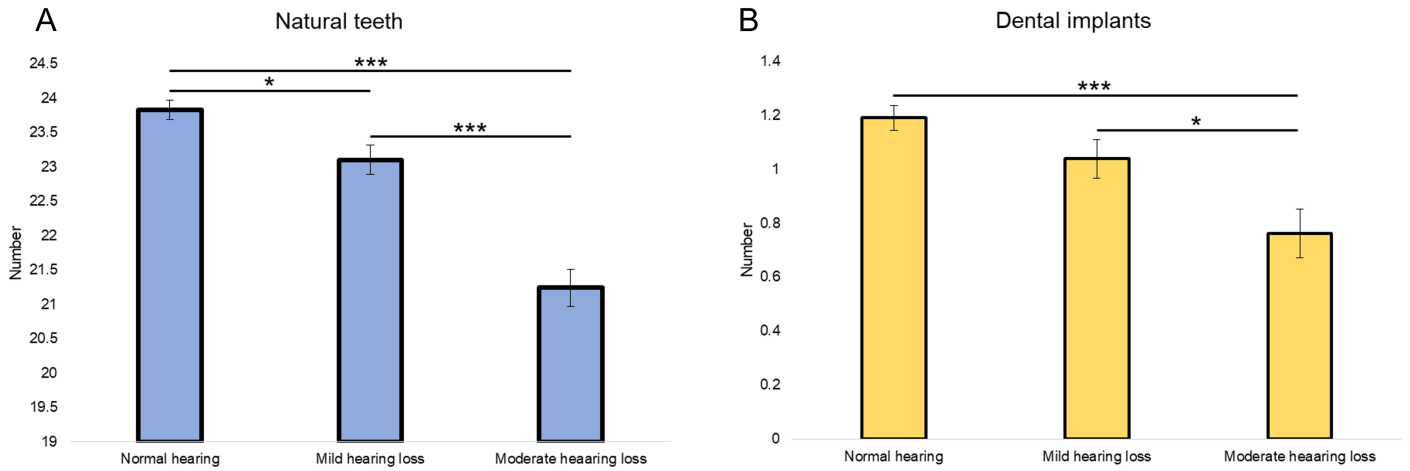 A
Natural teeth
24.5
24
23.5
23
22.5
22
21.5
21
20.5
20
19.5
19
Number
***
*
***
Normal hearing
Mild hearing loss
Moderate heaaring loss
B
Dental implants
1.4
1.2
1
0.8
0.6
0.4
0.2
0
Number
***
*
Normal hearing
Mild hearing loss
Moderate heaaring loss